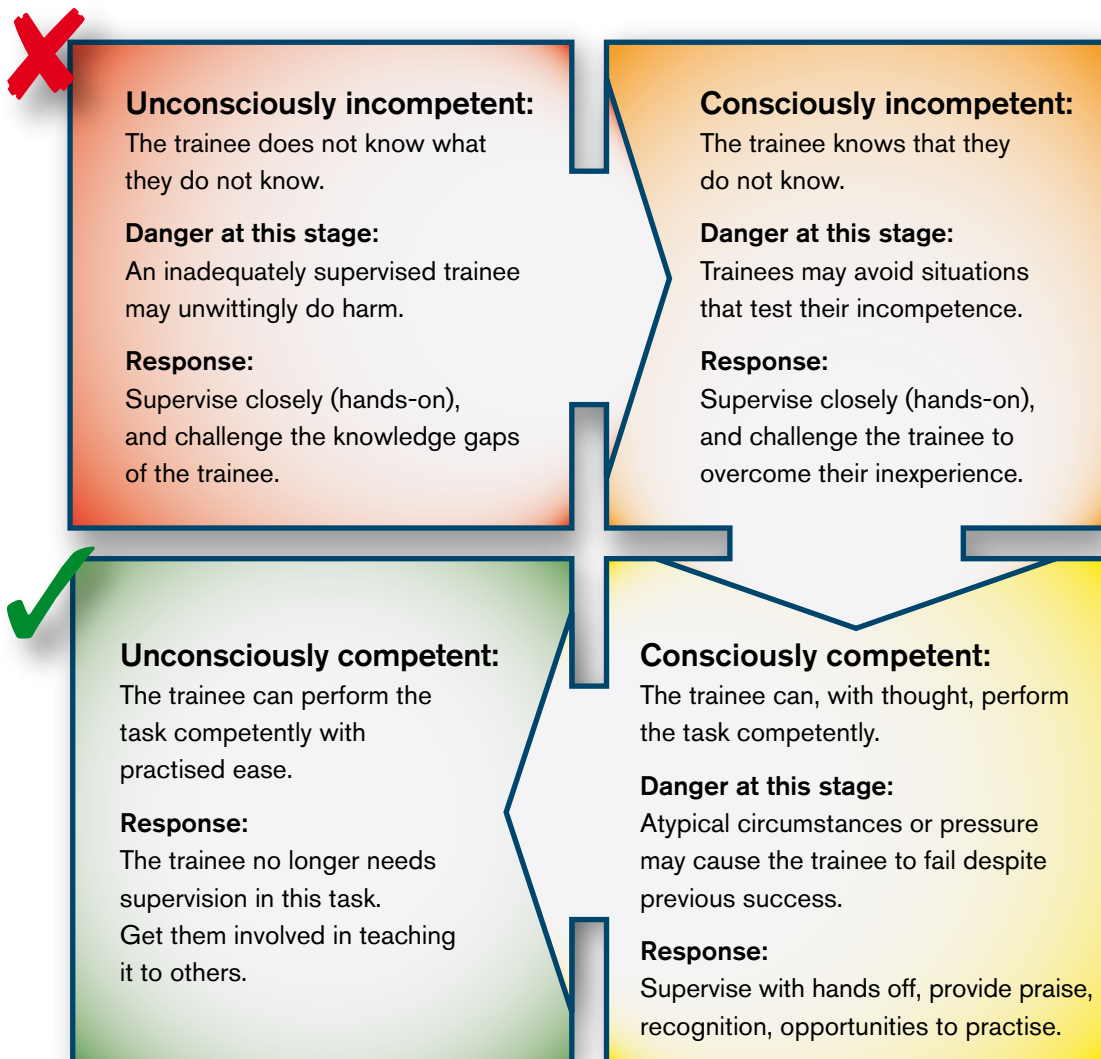 Unconsciously incompetent:
The trainee does not know what
they do not know.
Danger at this stage:
An inadequately supervised trainee
may unwittingly do harm.
Response:
Supervise closely (hands-on),
and challenge the knowledge gaps
of the trainee.
Consciously incompetent:
The trainee knows that they
do not know.
Danger at this stage:
Trainees may avoid situations
that test their incompetence.
Response:
Supervise closely (hands-on),
and challenge the trainee to
overcome their inexperience.
Unconsciously competent:
The trainee can perform the
task competently with
practised ease.
Response:
The trainee no longer needs
supervision in this task.
Get them involved in teaching
it to others.
Consciously competent:
The trainee can, with thought, perform
the task competently.
Danger at this stage:
Atypical circumstances or pressure
may cause the trainee to fail despite
previous success.
Response:
Supervise with hands off, provide praise,
recognition, opportunities to practise.